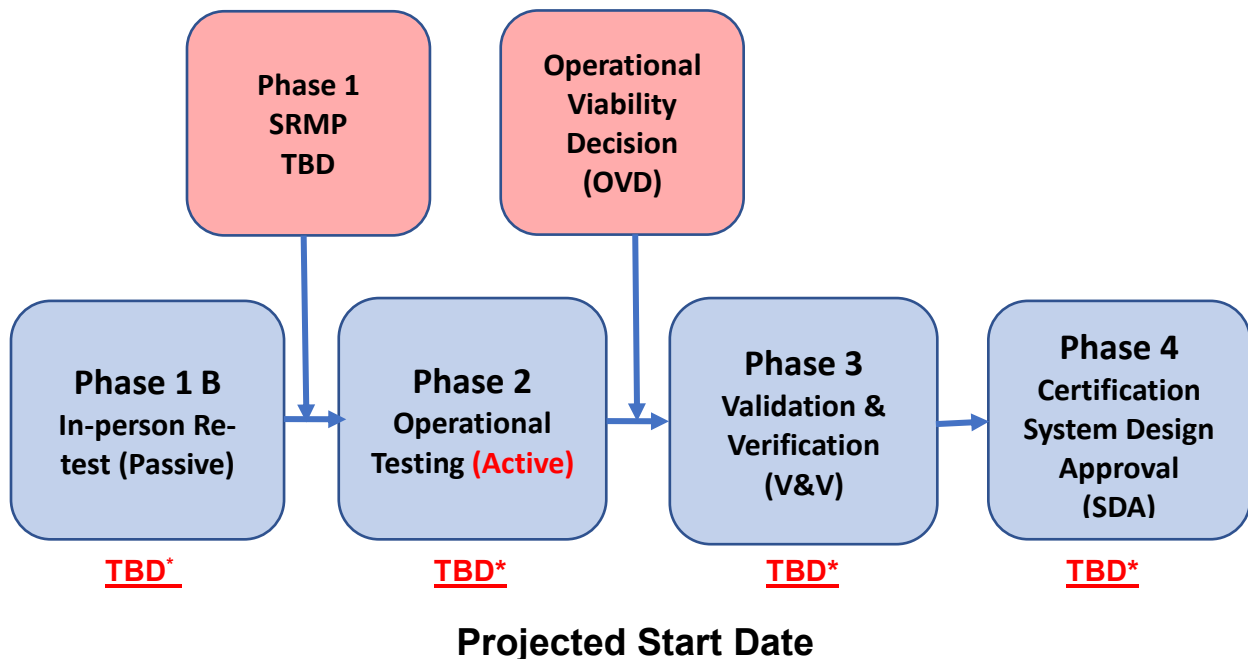 Phase 1
SRMP
TBD
Operational
Viability
Decision
(OVD)
Phase 1 B
In-person Re-
test (Passive)
Phase 2
Operational
Testing (Active)
Phase 3
Validation &
Verification
(V&V)
Phase 4
Certification
System Design
Approval
(SDA)
TBD*
TBD*
TBD*
TBD*
Projected Start Date